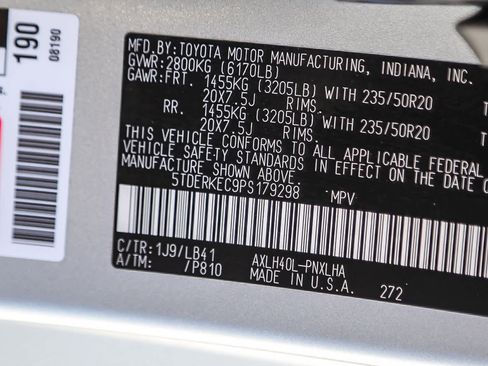 190
08190
P.
MFD.BY:TOYOTA MOTOR MANUFACTURING, INDIANA, INC.
GVWR:2800KG (6170LB)
GAWR:FRT. 1455KG (3205LB) WITH 235/50R20
20X7.5J RIMS.
RR. 1455KG (3205LB) WITH 235/50R20
20X7.5J RIMS.
THIS VEHICLE CONFORMS TO ALL APPLICABLE FEDERAL
VEHICLE SAFETY STANDARDS IN EFFECT ON THE DATE OF
MANUFACTURE SHOWN ABOVE.
5TDERKEC9PS179298 MPV
C/TR:1J9/LB41 AXLH40L-PNXLHA
A/TM: /P810 MADE IN U.S.A. 272